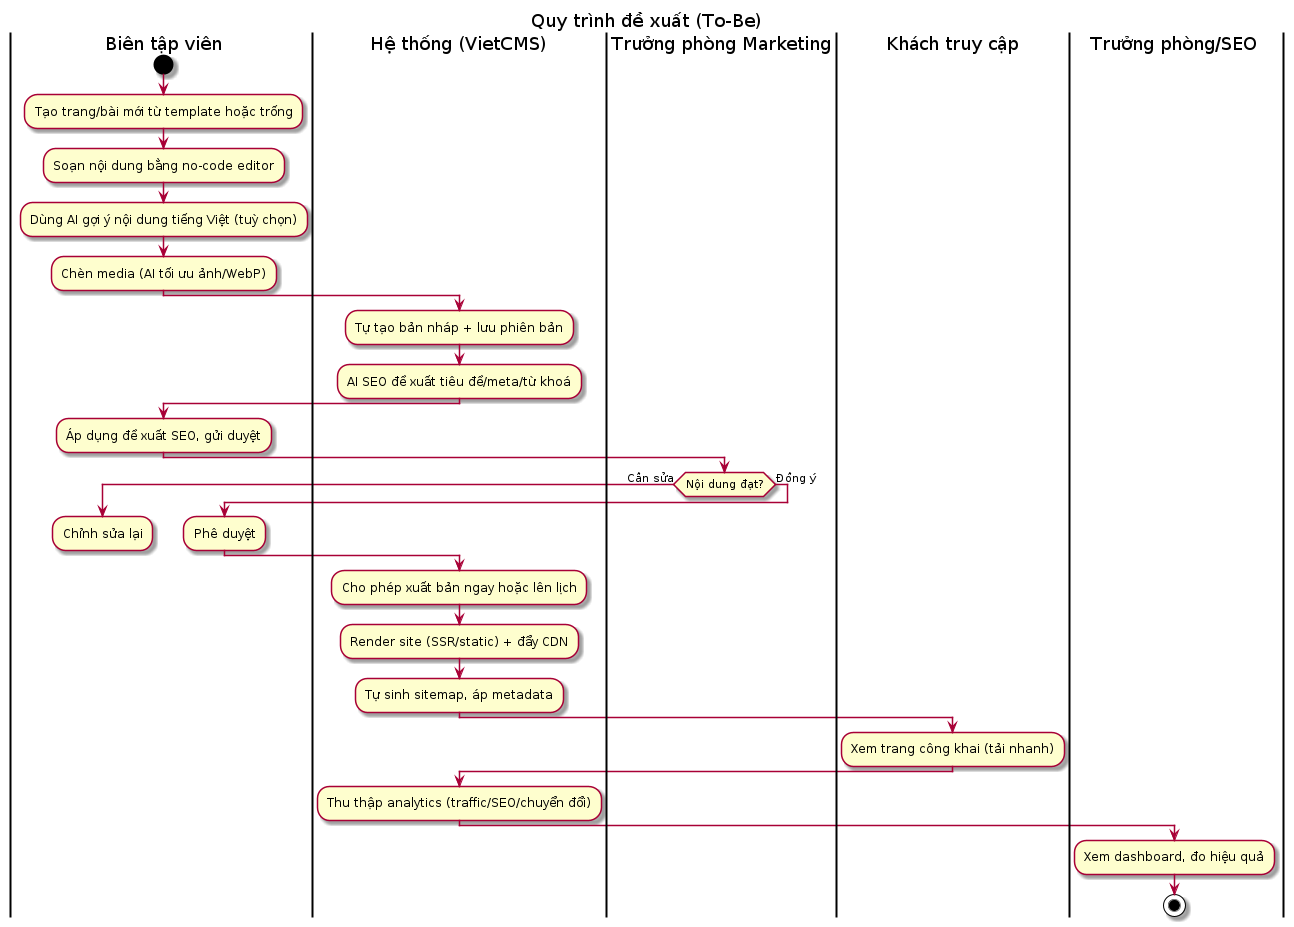 Quy trình đề xuất (To-Be)
Biên tập viên
Hệ thống (VietCMS)
Trưởng phòng Marketing
Khách truy cập
Trưởng phòng/SEO
Tạo trang/bài mới từ template hoặc trống
Soạn nội dung bằng no-code editor
Dùng AI gợi ý nội dung tiếng Việt (tuỳ chọn)
Chèn media (AI tối ưu ảnh/WebP)
Tự tạo bản nháp + lưu phiên bản
AI SEO đề xuất tiêu đề/meta/từ khoá
Áp dụng đề xuất SEO, gửi duyệt
Cần sửa
Nội dung đạt?
Đồng ý
Chỉnh sửa lại
Phê duyệt
Cho phép xuất bản ngay hoặc lên lịch
Render site (SSR/static) + đẩy CDN
Tự sinh sitemap, áp metadata
Xem trang công khai (tải nhanh)
Thu thập analytics (traffic/SEO/chuyển đổi)
Xem dashboard, đo hiệu quả